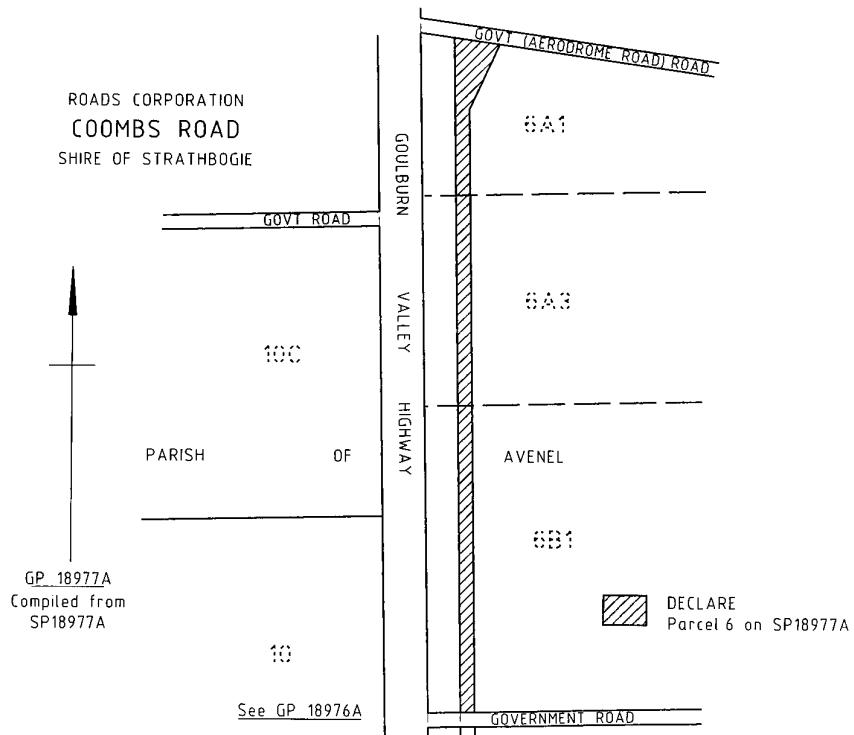 GOVT (AERODROME ROAD) ROAD
ROADS CORPORATION
COOMBS ROAD
SHIRE OF STRATHBOGIE
6A1
GOULBURN VALLEY HIGHWAY
GOVT ROAD
6A3
10C
PARISH OF AVENEL
6B1
GP 18977A
Compiled from
SP18977A
DECLARE
Parcel 6 on SP18977A
10
See GP 18976A
GOVERNMENT ROAD